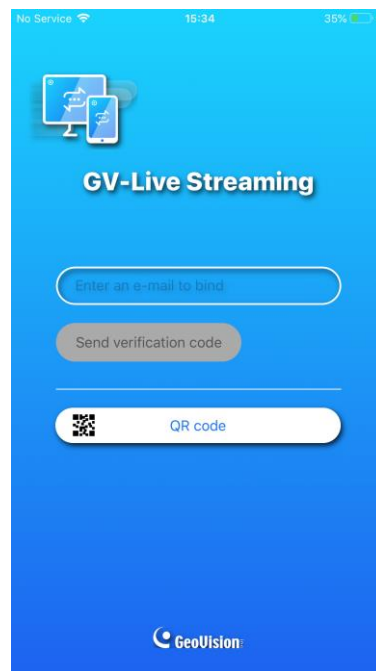 No Service 15:34 35%
GV-Live Streaming
Enter an e-mail to bind
Send verification code
QR code
GeoVision